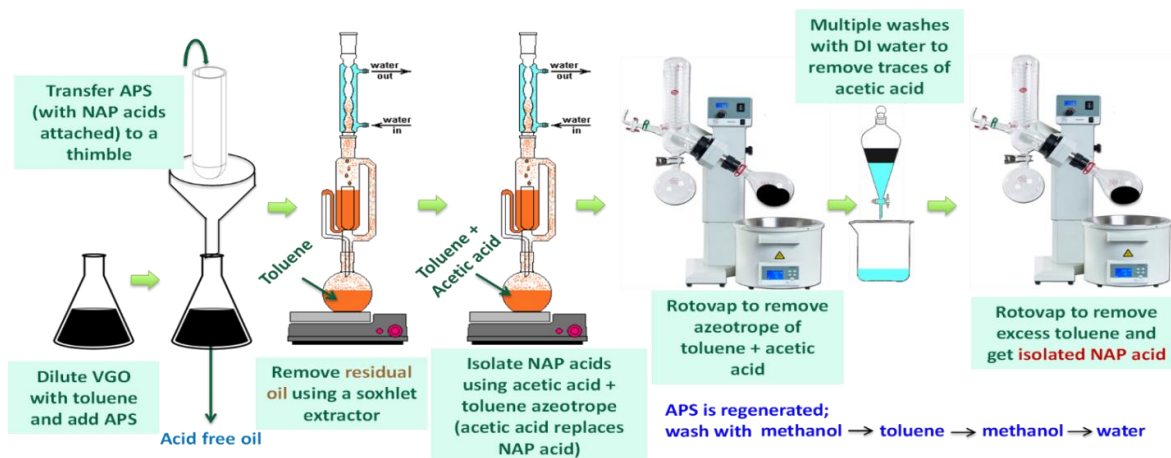 Transfer APS
(with NAP acids
attached) to a
thimble
Dilute VGO
with toluene
and add APS
Acid free oil
water
out
water
in
Toluene
Remove residual
oil using a soxhlet
extractor
water
out
water
in
Toluene +
Acetic acid
Isolate NAP acids
using acetic acid +
toluene azeotrope
(acetic acid replaces
NAP acid)
Rotovap to remove
azeotrope of
toluene + acetic
acid
Multiple washes
with DI water to
remove traces of
acetic acid
Rotovap to remove
excess toluene and
get isolated NAP acid
APS is regenerated;
wash with methanol → toluene → methanol → water